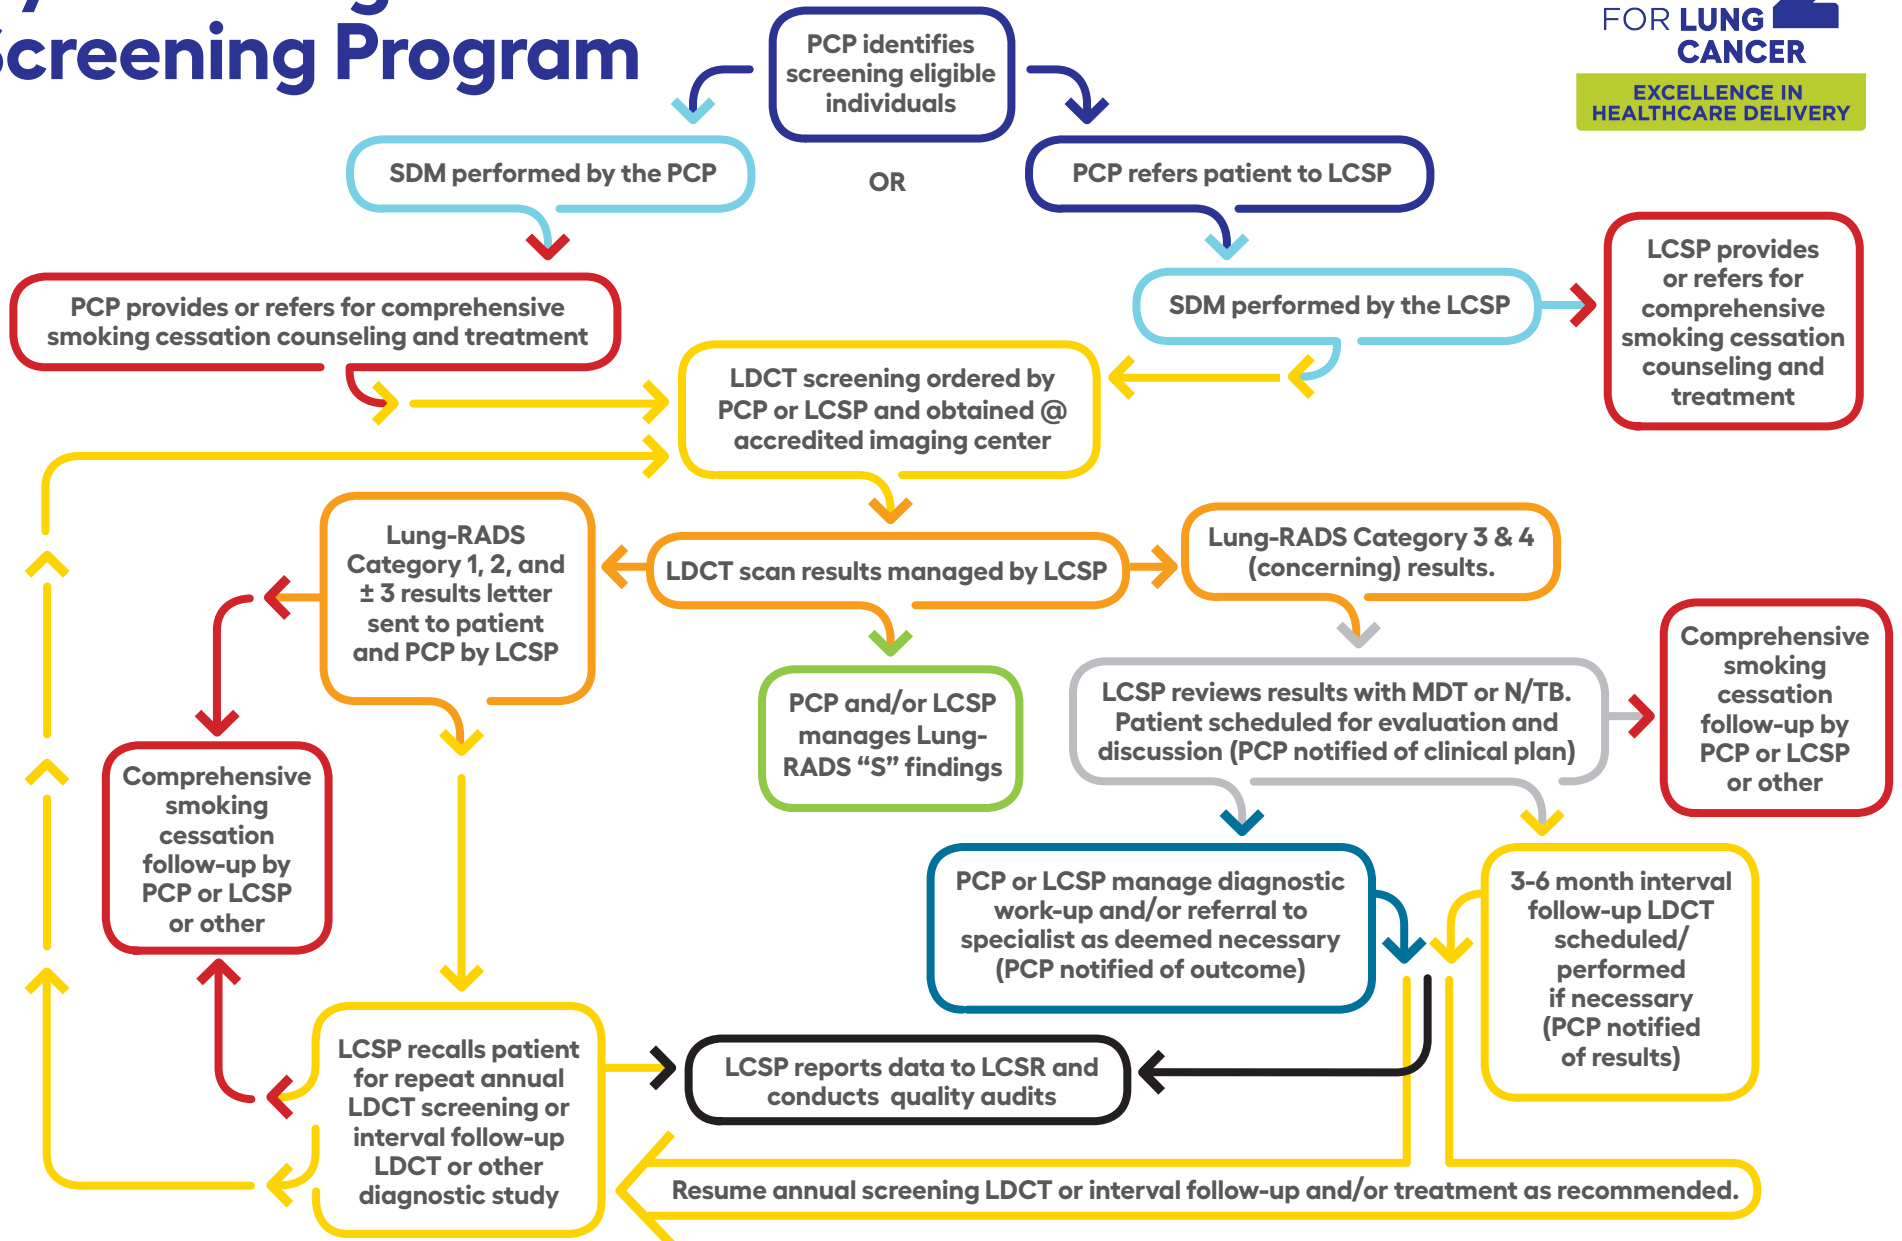 Screening Program
FOR LUNG
CANCER
EXCELLENCE IN
HEALTHCARE DELIVERY
PCP identifies
screening eligible
individuals
SDM performed by the PCP
OR
PCP refers patient to LCSP
PCP provides or refers for comprehensive
smoking cessation counseling and treatment
SDM performed by the LCSP
LCSP provides
or refers for
comprehensive
smoking cessation
counseling and
treatment
LDCT screening ordered by
PCP or LCSP and obtained @
accredited imaging center
Lung-RADS
Category 1, 2, and
± 3 results letter
sent to patient
and PCP by LCSP
LDCT scan results managed by LCSP
Lung-RADS Category 3 & 4
(concerning) results.
PCP and/or LCSP
manages Lung-
RADS “S” findings
LCSP reviews results with MDT or N/TB.
Patient scheduled for evaluation and
discussion (PCP notified of clinical plan)
Comprehensive
smoking
cessation
follow-up by
PCP or LCSP
or other
Comprehensive
smoking
cessation
follow-up by
PCP or LCSP
or other
PCP or LCSP manage diagnostic
work-up and/or referral to
specialist as deemed necessary
(PCP notified of outcome)
3-6 month interval
follow-up LDCT
scheduled/
performed
if necessary
(PCP notified
of results)
LCSP recalls patient
for repeat annual
LDCT screening or
interval follow-up
LDCT or other
diagnostic study
LCSP reports data to LCSR and
conducts quality audits
Resume annual screening LDCT or interval follow-up and/or treatment as recommended.